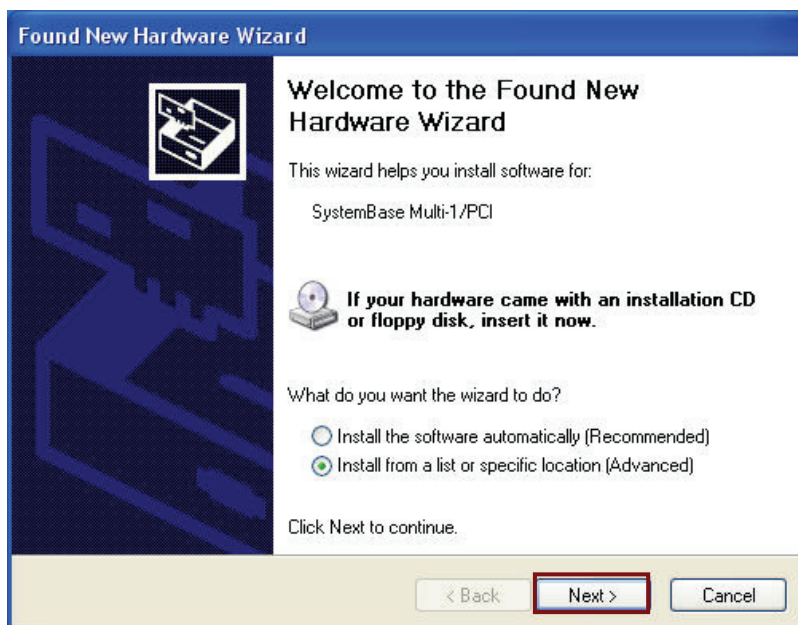 Found New Hardware Wizard
Welcome to the Found New
Hardware Wizard
This wizard helps you install software for:
SystemBase Multi-1/PCI
If your hardware came with an installation CD
or floppy disk, insert it now.
What do you want the wizard to do?
Install the software automatically (Recommended)
Install from a list or specific location (Advanced)
Click Next to continue.
< Back Next > Cancel